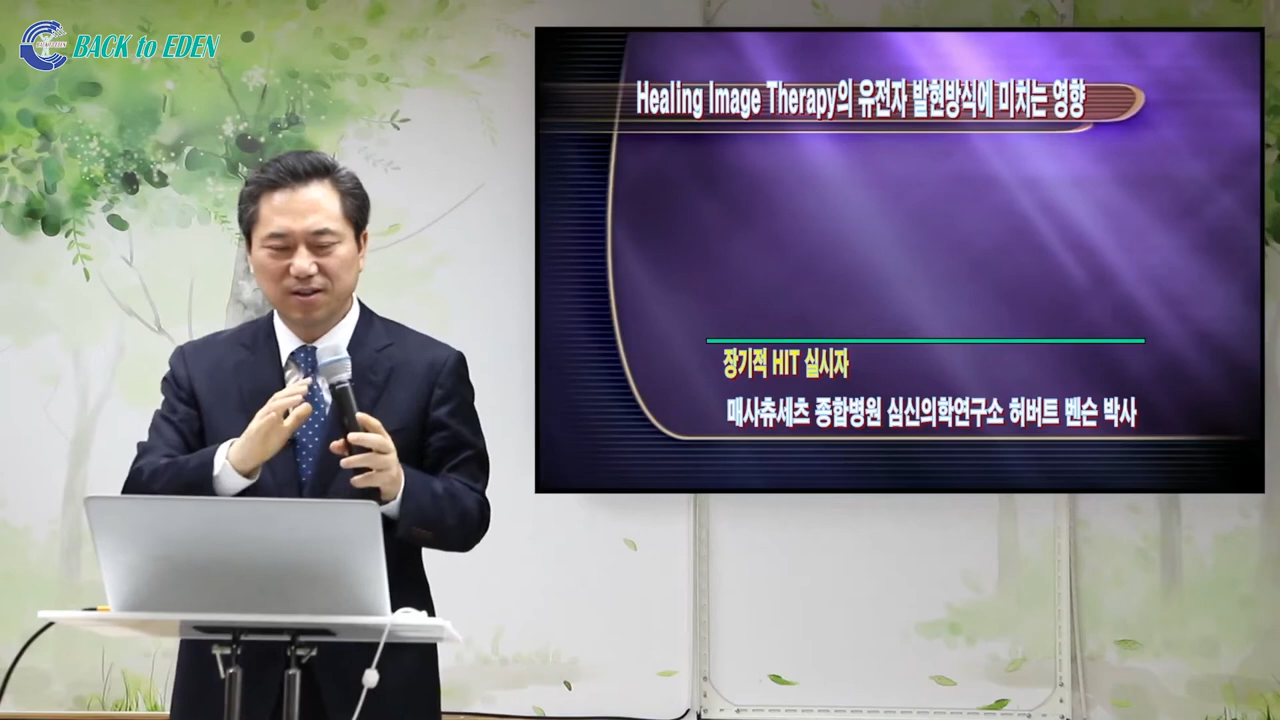 BACK to EDEN
Healing Image Therapy의 유전자 발현방식에 미치는 영향
장기적 HIT 실시자
매사츄세츠 종합병원 심신의학연구소 허버트 벤슨 박사